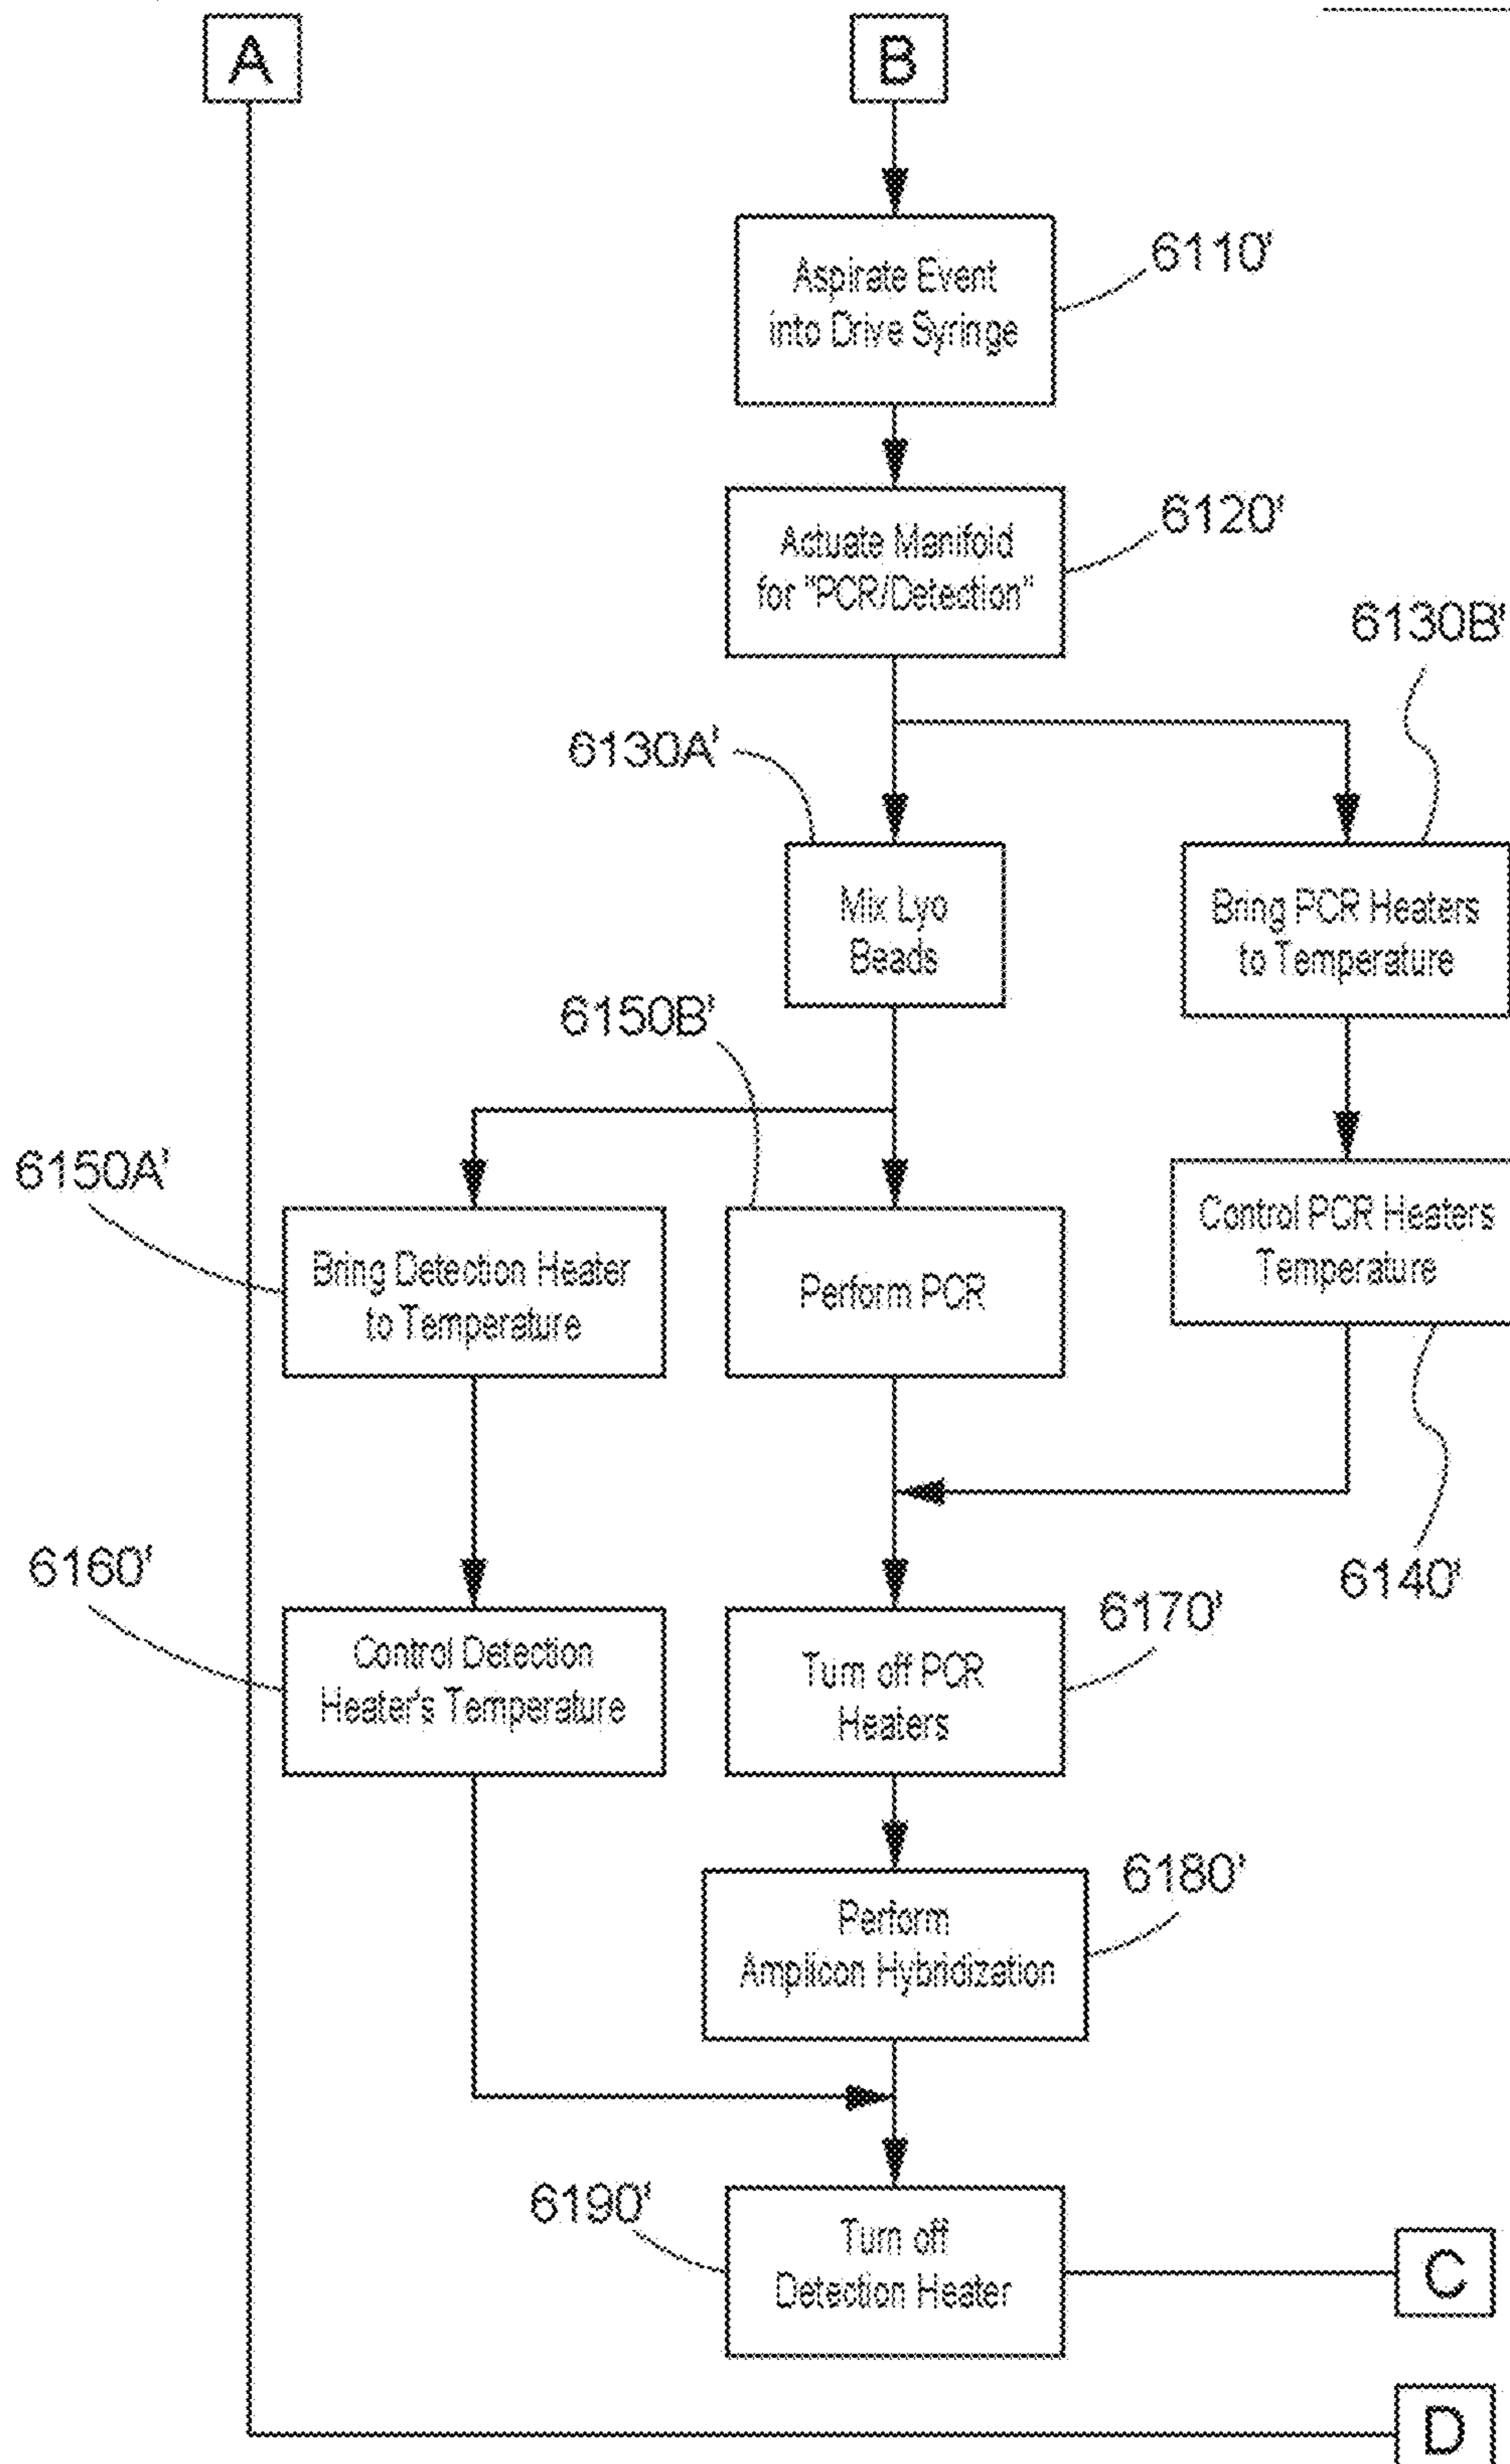 A
B
Aspirate Event
into Drive Syringe
6110'
Actuate Manifold
for "PCR/Detection"
6120'
6130B'
6130A'
Mix Lyo
Beads
Bring PCR Heaters
to Temperature
6150B'
6150A'
Bring Detection Heater
to Temperature
Perform PCR
Control PCR Heaters
Temperature
6160'
6140'
Control Detection
Heater's Temperature
Turn off PCR
Heaters
6170'
Perform
Amplicon Hybridization
6180'
6190'
Turn off
Detection Heater
C
D